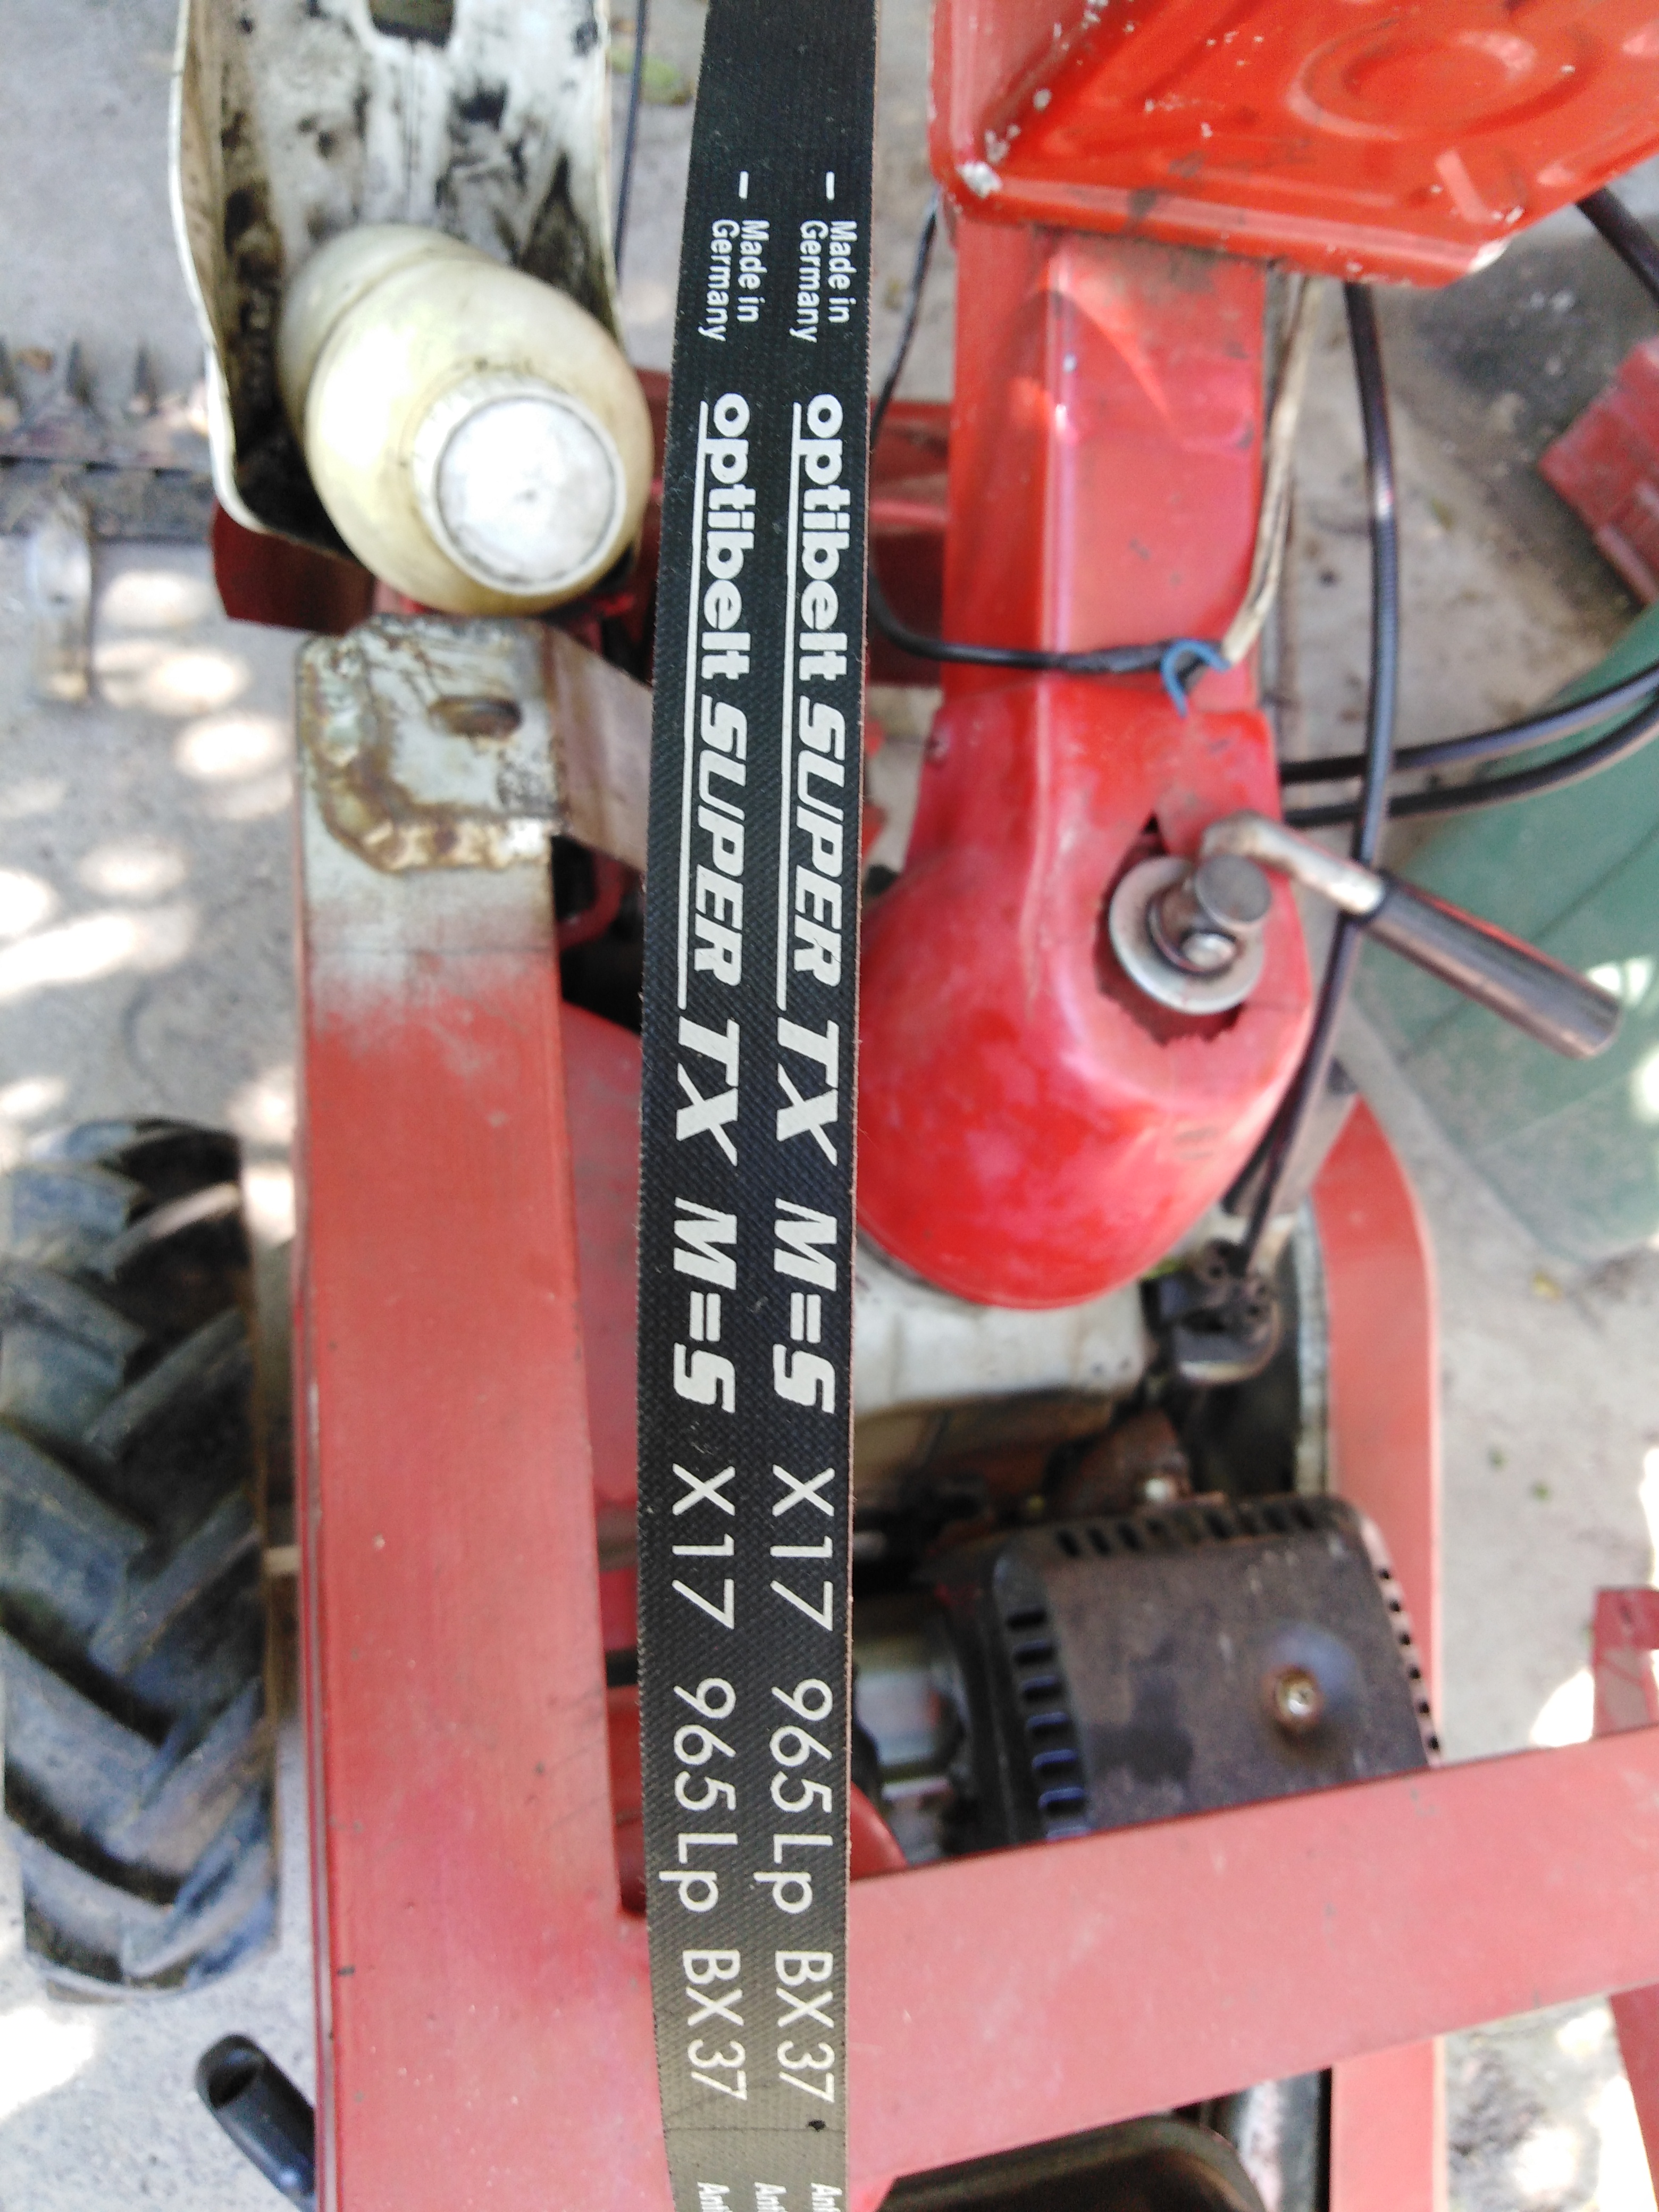 Made in
Germany
optibelt SUPER TX M=S X17 965Lp BX37
Made in
Germany
optibelt SUPER TX M=S X17 965Lp BX37